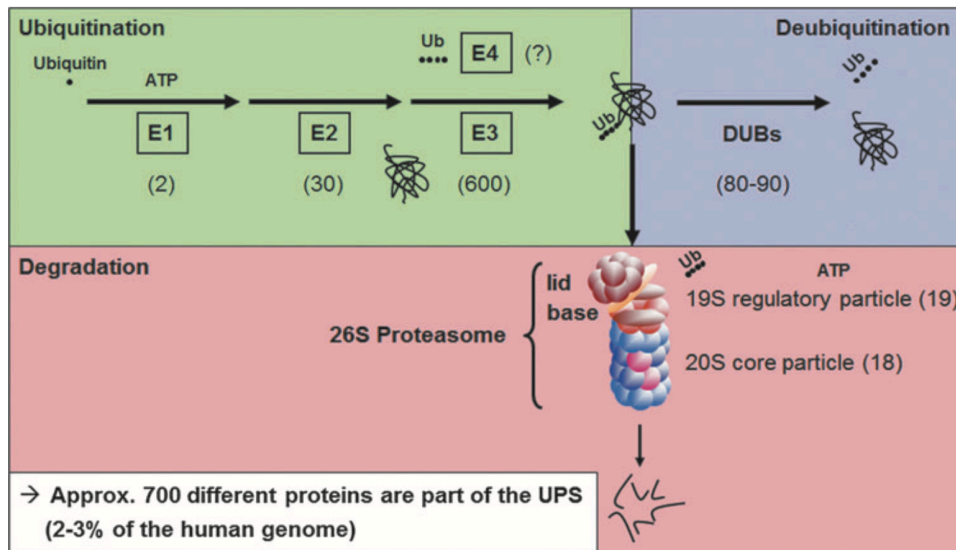 Ubiquitination
Deubiquitination
Ubiquitin
ATP
Ub
E4 (?)
E1
E2
E3
(2)
(30)
(600)
Ub
DUBs
(80-90)
Ub
Degradation
26S Proteasome
lid
base
Ub
ATP
19S regulatory particle (19)
20S core particle (18)
→ Approx. 700 different proteins are part of the UPS
(2-3% of the human genome)